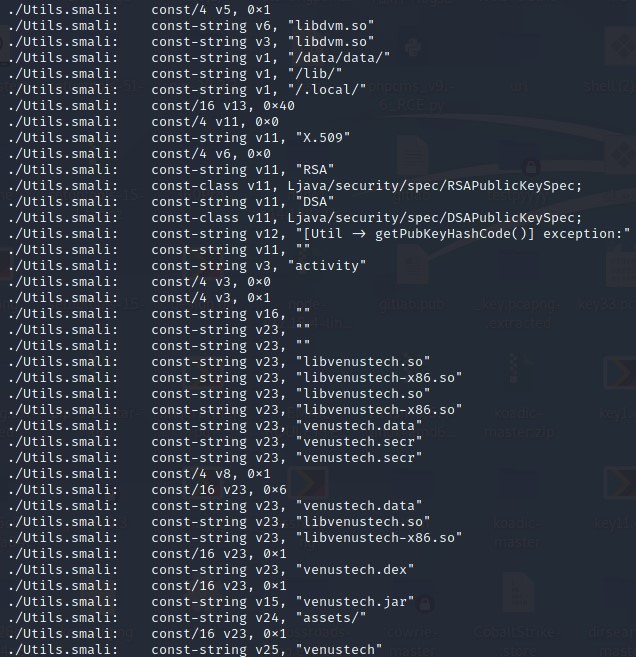 ./Utils.smali:    const/4 v5, 0×1
./Utils.smali:    const-string v6, "libdvm.so"
./Utils.smali:    const-string v3, "libdvm.so"
./Utils.smali:    const-string v1, "/data/data/"
./Utils.smali:    const-string v1, "/lib/"
./Utils.smali:    const-string v1, "/.local/"
./Utils.smali:    const/16 v13, 0×40
./Utils.smali:    const/4 v11, 0×0
./Utils.smali:    const-string v11, "X.509"
./Utils.smali:    const/4 v6, 0×0
./Utils.smali:    const-string v11, "RSA"
./Utils.smali:    const-class v11, Ljava/security/spec/RSAPublicKeySpec;
./Utils.smali:    const-string v11, "DSA"
./Utils.smali:    const-class v11, Ljava/security/spec/DSAPublicKeySpec;
./Utils.smali:    const-string v12, "[Util → getPubKeyHashCode()] exception:"
./Utils.smali:    const-string v11, ""
./Utils.smali:    const-string v3, "activity"
./Utils.smali:    const/4 v3, 0×0
./Utils.smali:    const/4 v3, 0×1
./Utils.smali:    const-string v16, ""
./Utils.smali:    const-string v23, ""
./Utils.smali:    const-string v23, ""
./Utils.smali:    const-string v23, "libvenustech.so"
./Utils.smali:    const-string v23, "libvenustech-x86.so"
./Utils.smali:    const-string v23, "libvenustech.so"
./Utils.smali:    const-string v23, "libvenustech-x86.so"
./Utils.smali:    const-string v23, "venustech.data"
./Utils.smali:    const-string v23, "venustech.secr"
./Utils.smali:    const-string v23, "venustech.secr"
./Utils.smali:    const/4 v8, 0×1
./Utils.smali:    const/16 v23, 0×6
./Utils.smali:    const-string v23, "venustech.data"
./Utils.smali:    const-string v23, "libvenustech.so"
./Utils.smali:    const-string v23, "libvenustech-x86.so"
./Utils.smali:    const/16 v23, 0×1
./Utils.smali:    const-string v23, "venustech.dex"
./Utils.smali:    const/16 v23, 0×1
./Utils.smali:    const-string v15, "venustech.jar"
./Utils.smali:    const-string v24, "assets/"
./Utils.smali:    const/16 v23, 0×1
./Utils.smali:    const-string v25, "venustech"